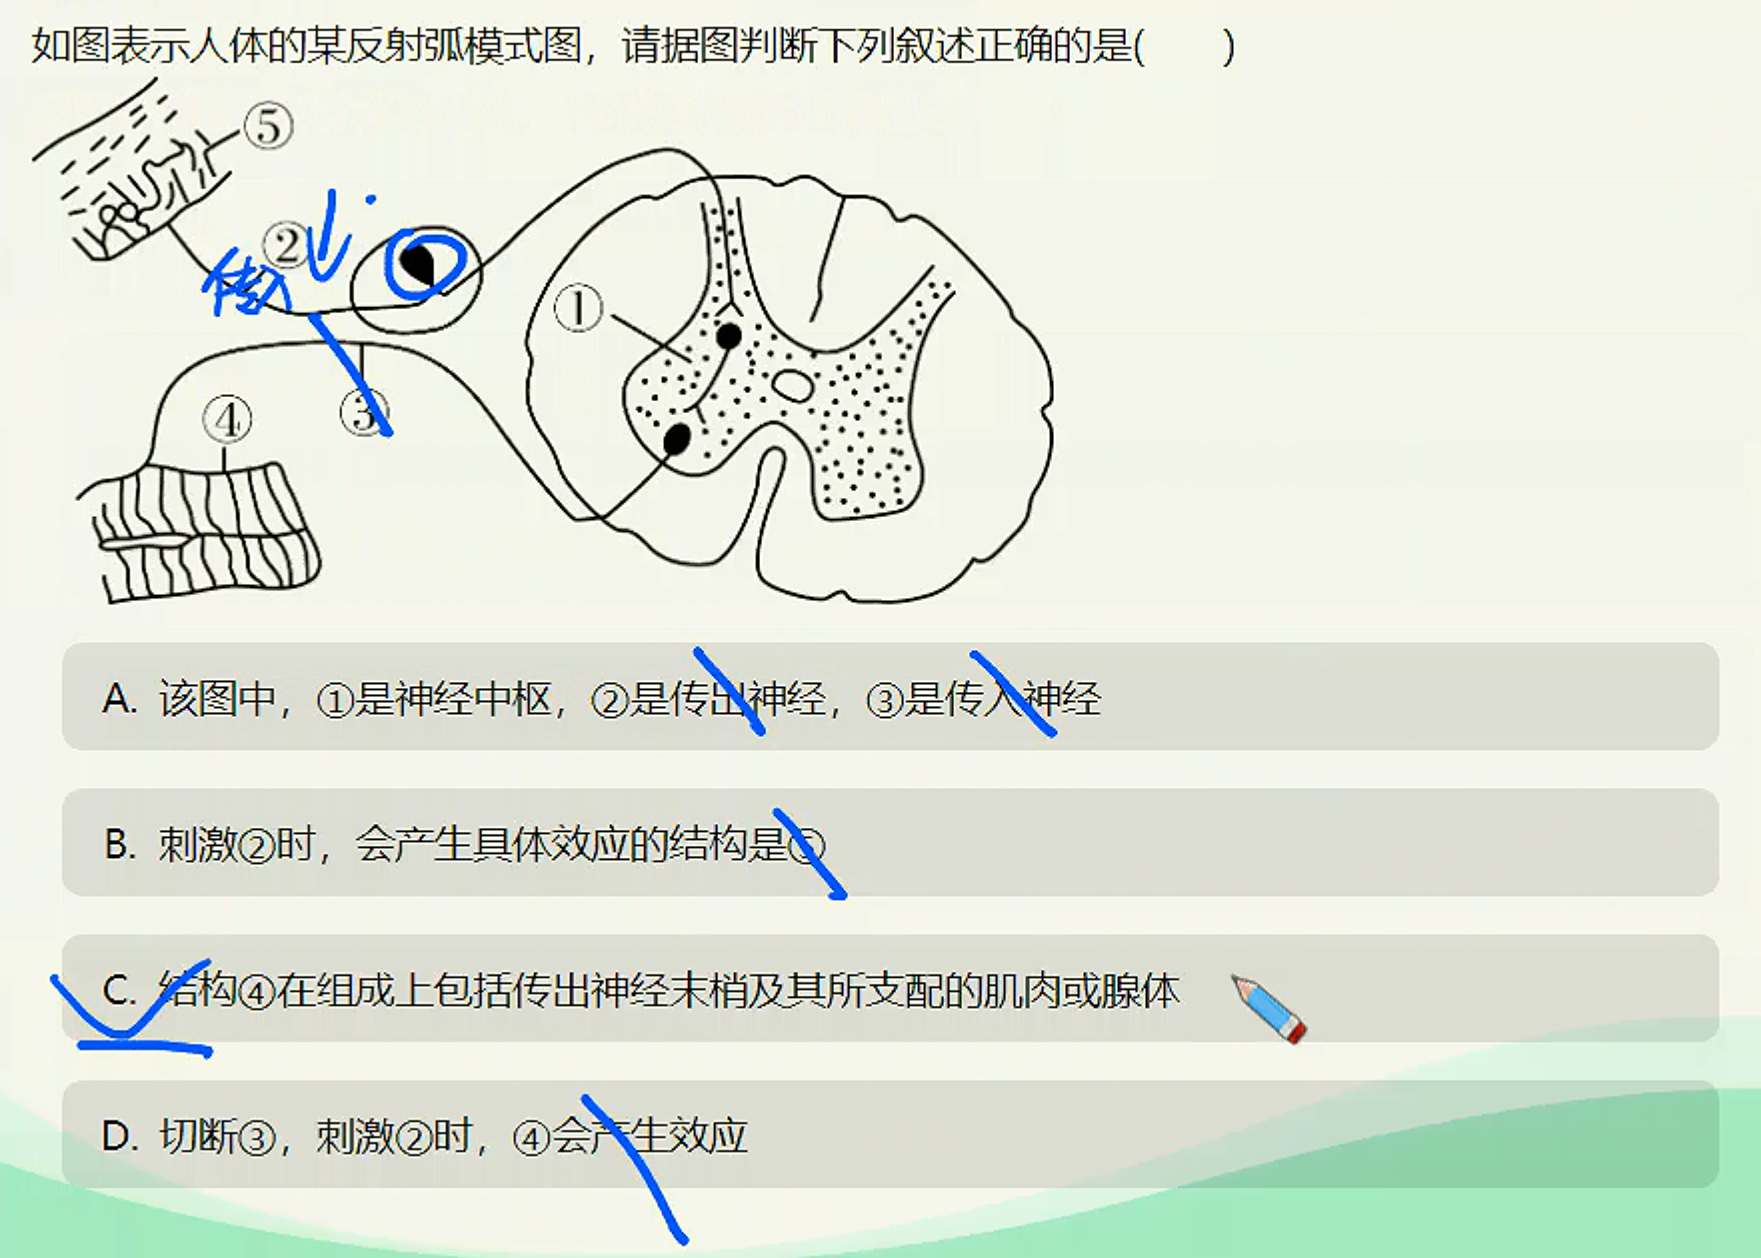 如图表示人体的某反射弧模式图，请据图判断下列叙述正确的是(　　)
⑤
②
传入
①
④
③
A. 该图中，①是神经中枢，②是传出神经，③是传入神经
B. 刺激②时，会产生具体效应的结构是⑤
C. 结构④在组成上包括传出神经末梢及其所支配的肌肉或腺体
D. 切断③，刺激②时，④会产生效应